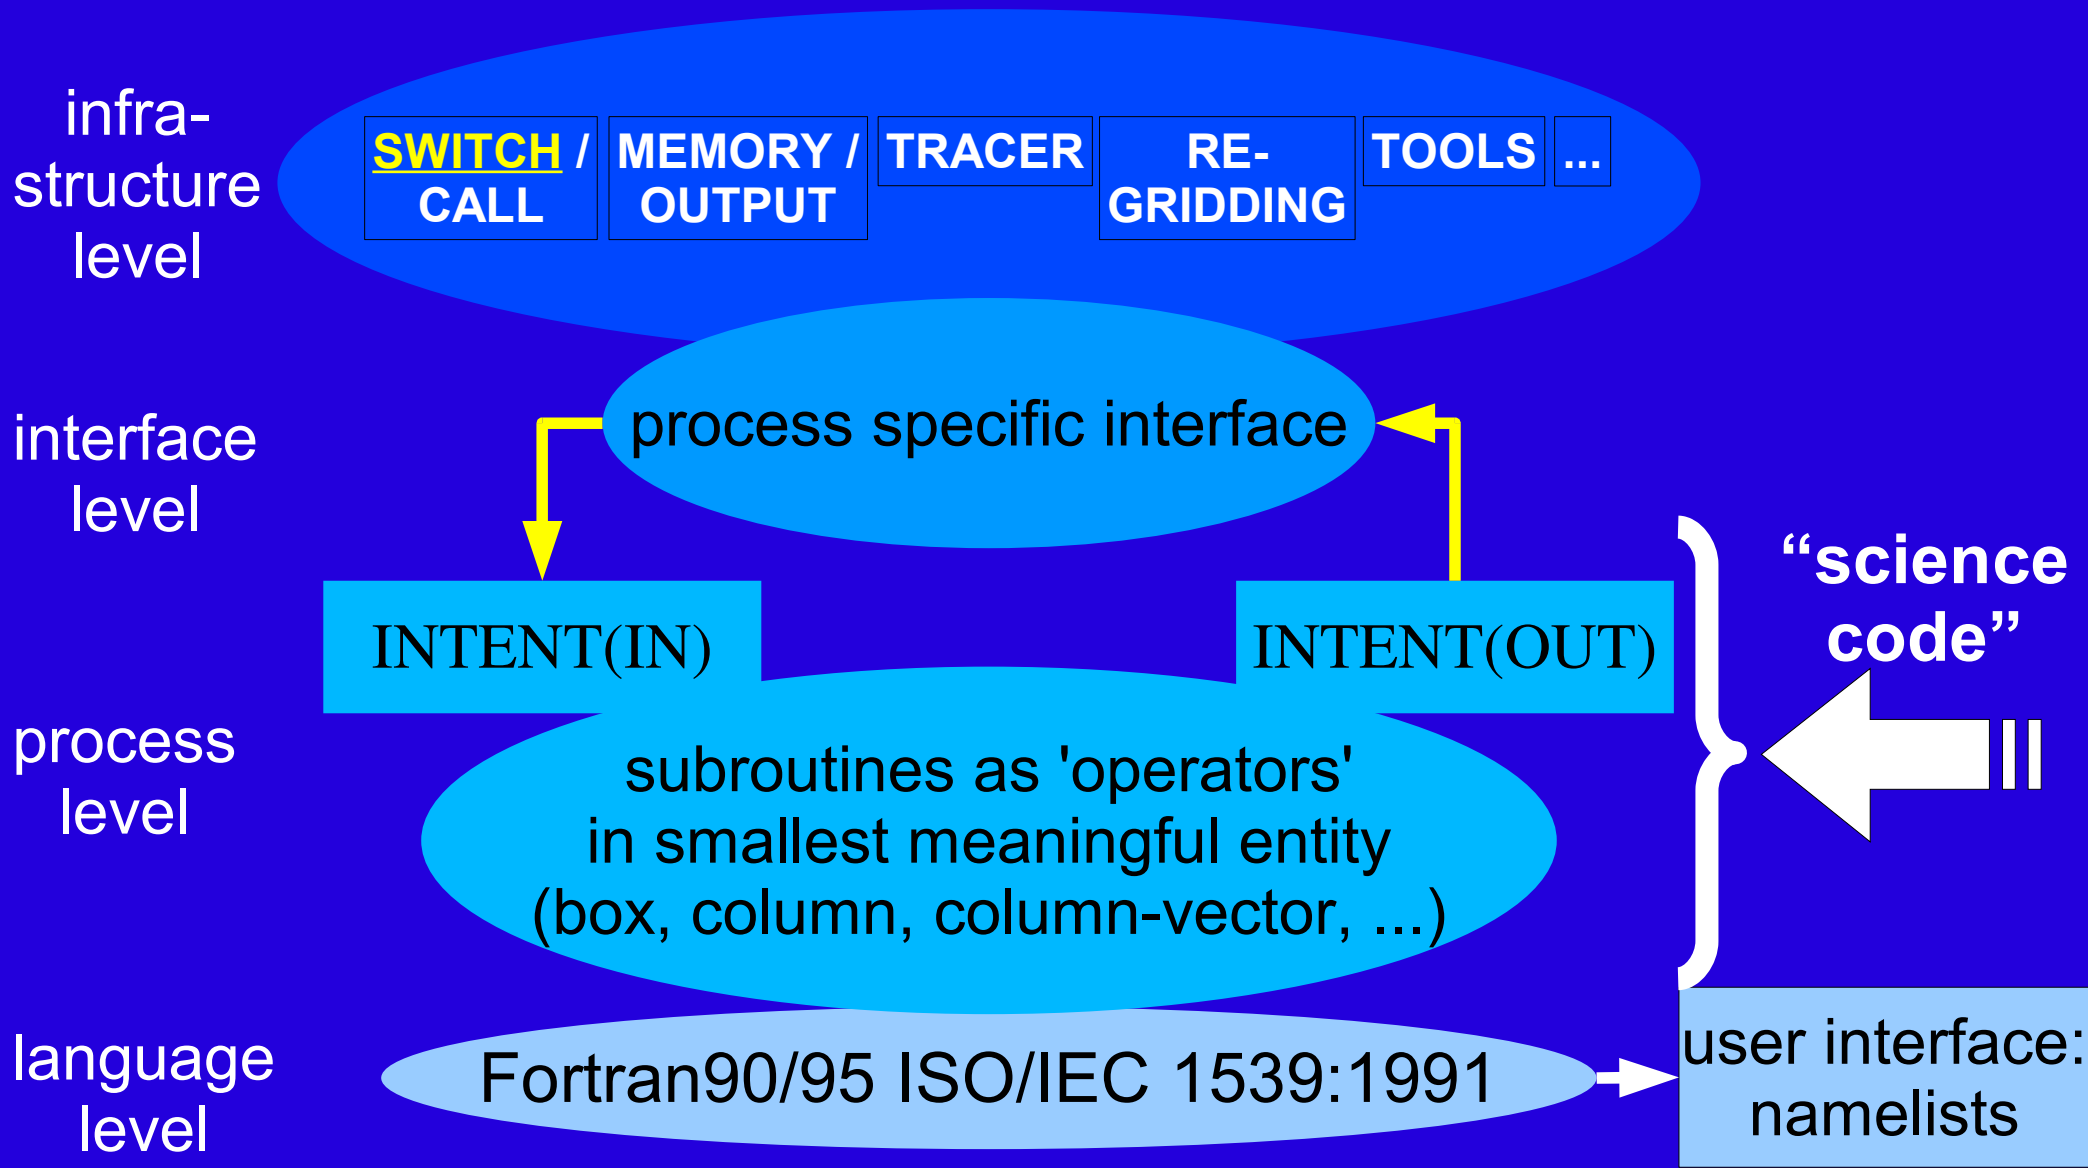 infra-
structure
level
SWITCH /
CALL
MEMORY /
OUTPUT
TRACER
RE-
GRIDDING
TOOLS
...
interface
level
process specific interface
INTENT(IN)
INTENT(OUT)
“science
code”
process
level
subroutines as 'operators'
in smallest meaningful entity
(box, column, column-vector, ...)
language
level
Fortran90/95 ISO/IEC 1539:1991
user interface:
namelists